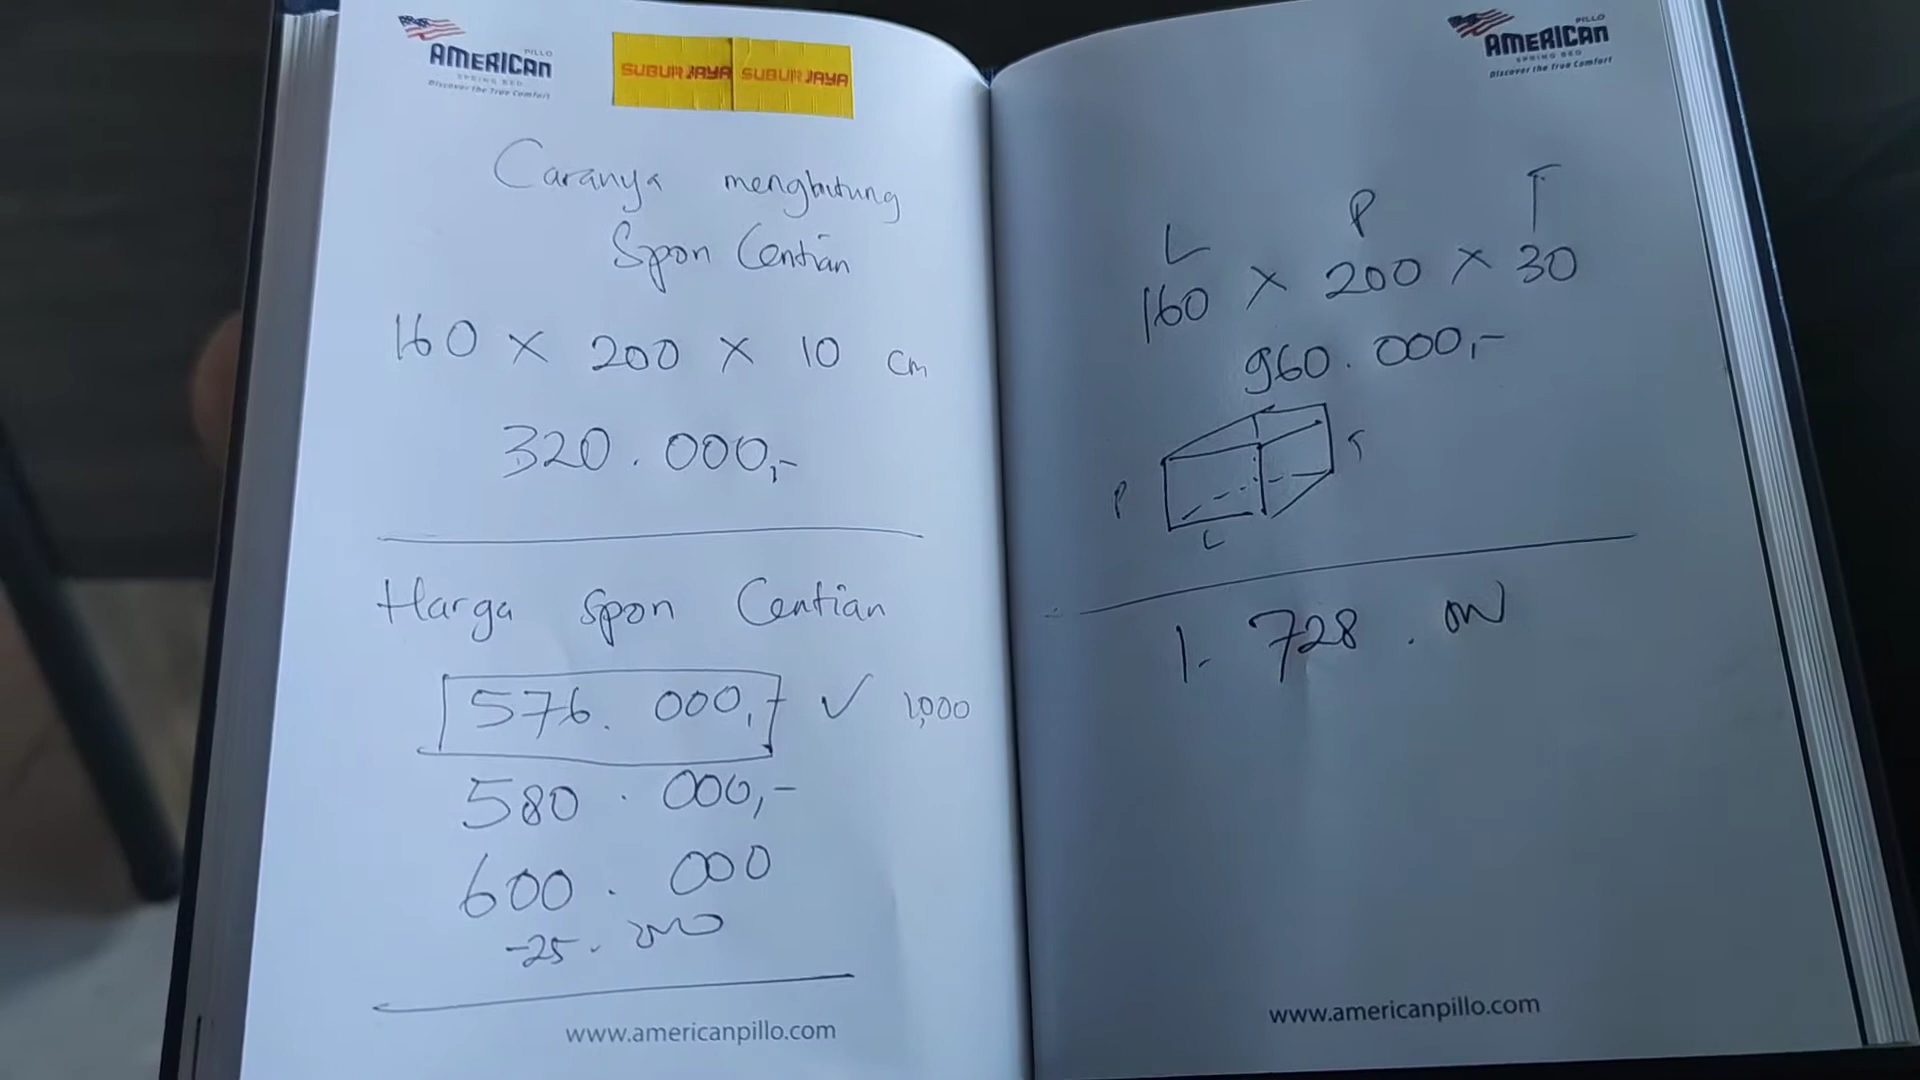 PILLO
AMERICAN
SPRING BED
Discover the True Comfort
SUBUR JAYA SUBUR JAYA
Caranya menghitung
Spon Centian
160 x 200 x 10 cm
320.000,-
Harga Spon Centian
576.000,- ✓ 1,000
580.000,-
600.000
-25.000
www.americanpillo.com
PILLO
AMERICAN
SPRING BED
Discover the True Comfort
L P T
160 x 200 x 30
960.000,-
P T
L
1.728.000
www.americanpillo.com